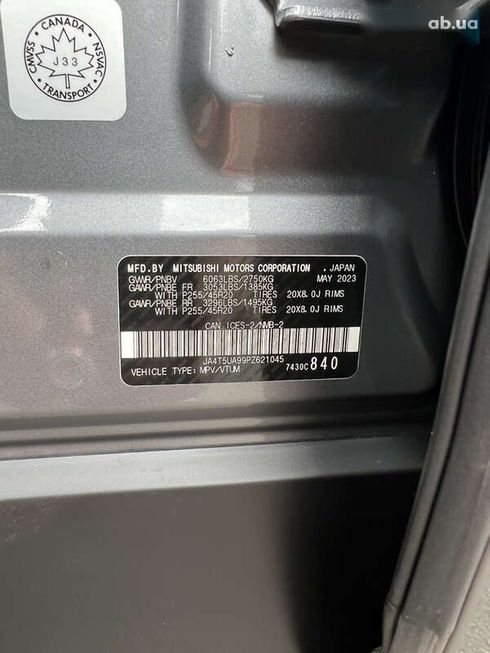 ab.ua
CANADA
CMVSS
NSVAC
J33
TRANSPORT
MFD.BY MITSUBISHI MOTORS CORPORATION , JAPAN
GVWR/PNBV 6063LBS/2750KG MAY 2023
GAWR/PNBE FR 3053LBS/1385KG
WITH P255/45R20 TIRES 20X8.0J RIMS
GAWR/PNBE RR 3296LBS/1495KG
WITH P255/45R20 TIRES 20X8.0J RIMS
CAN ICES-2/NMB-2
JA4T5UA99PZ621045
VEHICLE TYPE: MPV/VTUM 7430C 840